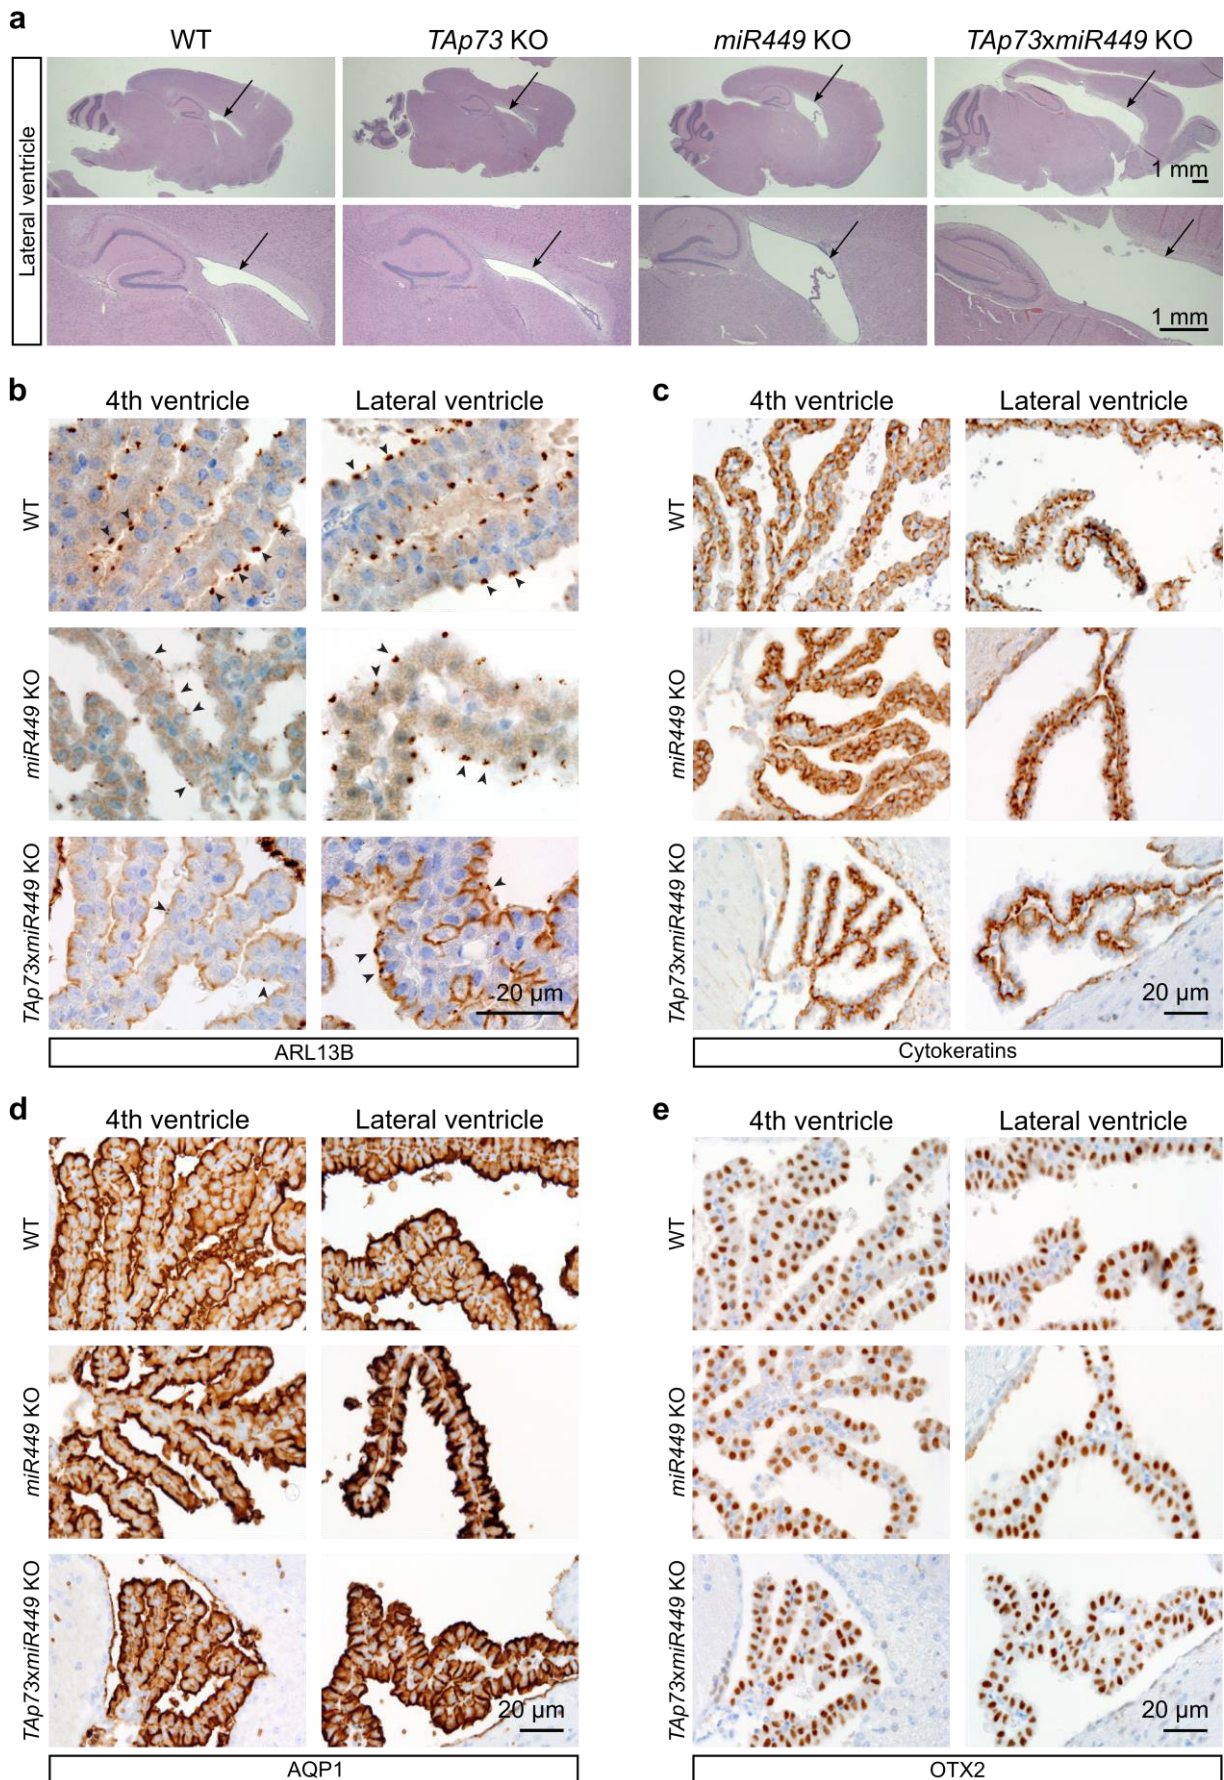 a
WT
TAp73 KO
miR449 KO
TAp73xmiR449 KO
Lateral ventricle
1 mm
1 mm
b
4th ventricle
Lateral ventricle
WT
miR449 KO
TAp73xmiR449 KO
20 µm
ARL13B
c
4th ventricle
Lateral ventricle
WT
miR449 KO
TAp73xmiR449 KO
20 µm
Cytokeratins
d
4th ventricle
Lateral ventricle
WT
miR449 KO
TAp73xmiR449 KO
20 µm
AQP1
e
4th ventricle
Lateral ventricle
WT
miR449 KO
TAp73xmiR449 KO
20 µm
OTX2